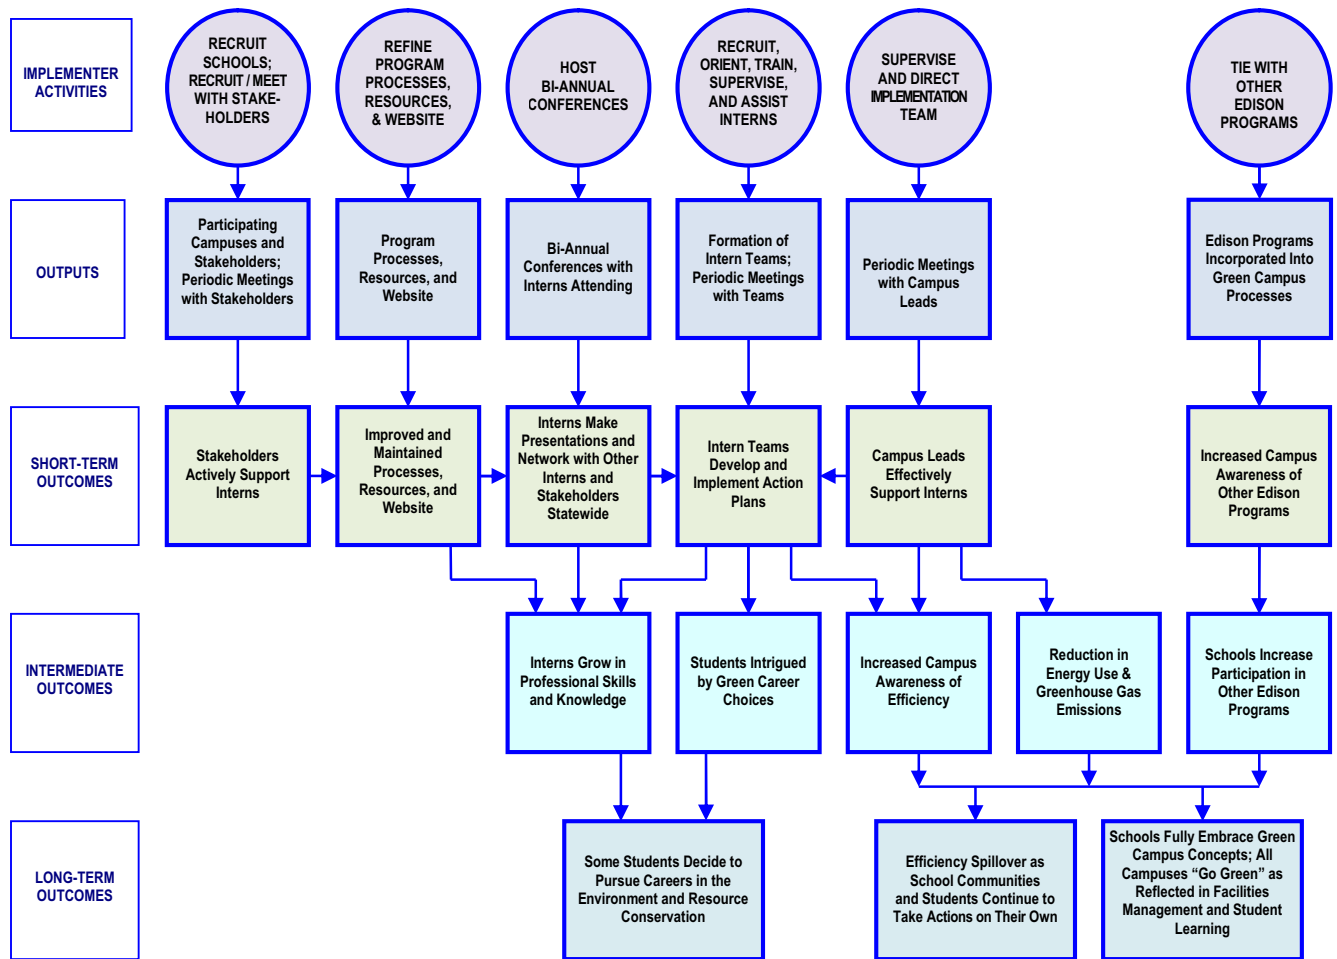 IMPLEMENTER
ACTIVITIES
RECRUIT
SCHOOLS;
RECRUIT / MEET
WITH STAKE-
HOLDERS
REFINE
PROGRAM
PROCESSES,
RESOURCES,
& WEBSITE
HOST
BI-ANNUAL
CONFERENCES
RECRUIT,
ORIENT, TRAIN,
SUPERVISE,
AND ASSIST
INTERNS
SUPERVISE
AND DIRECT
IMPLEMENTATION
TEAM
TIE WITH
OTHER
EDISON
PROGRAMS
OUTPUTS
Participating
Campuses and
Stakeholders;
Periodic Meetings
with Stakeholders
Program
Processes,
Resources, and
Website
Bi-Annual
Conferences with
Interns Attending
Formation of
Intern Teams;
Periodic Meetings
with Teams
Periodic Meetings
with Campus
Leads
Edison Programs
Incorporated Into
Green Campus
Processes
SHORT-TERM
OUTCOMES
Stakeholders
Actively Support
Interns
Improved and
Maintained
Processes,
Resources, and
Website
Interns Make
Presentations and
Network with Other
Interns and
Stakeholders
Statewide
Intern Teams
Develop and
Implement Action
Plans
Campus Leads
Effectively
Support Interns
Increased Campus
Awareness of
Other Edison
Programs
INTERMEDIATE
OUTCOMES
Interns Grow in
Professional Skills
and Knowledge
Students Intrigued
by Green Career
Choices
Increased Campus
Awareness of
Efficiency
Reduction in
Energy Use &
Greenhouse Gas
Emissions
Schools Increase
Participation in
Other Edison
Programs
LONG-TERM
OUTCOMES
Some Students Decide to
Pursue Careers in the
Environment and Resource
Conservation
Efficiency Spillover as
School Communities
and Students Continue to
Take Actions on Their Own
Schools Fully Embrace Green
Campus Concepts; All
Campuses “Go Green” as
Reflected in Facilities
Management and Student
Learning